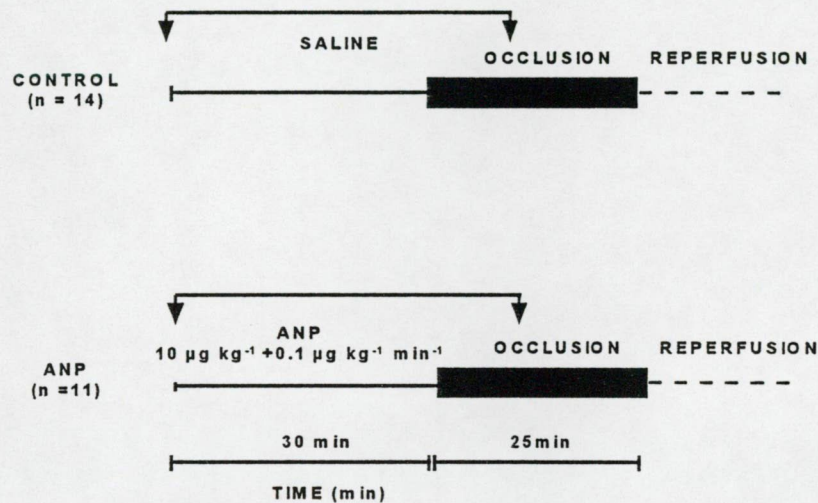 SALINE
OCCLUSION REPERFUSION
CONTROL
(n = 14)
ANP
10 µg kg⁻¹ +0.1 µg kg⁻¹ min⁻¹
OCCLUSION REPERFUSION
ANP
(n =11)
30 min 25min
TIME (min)